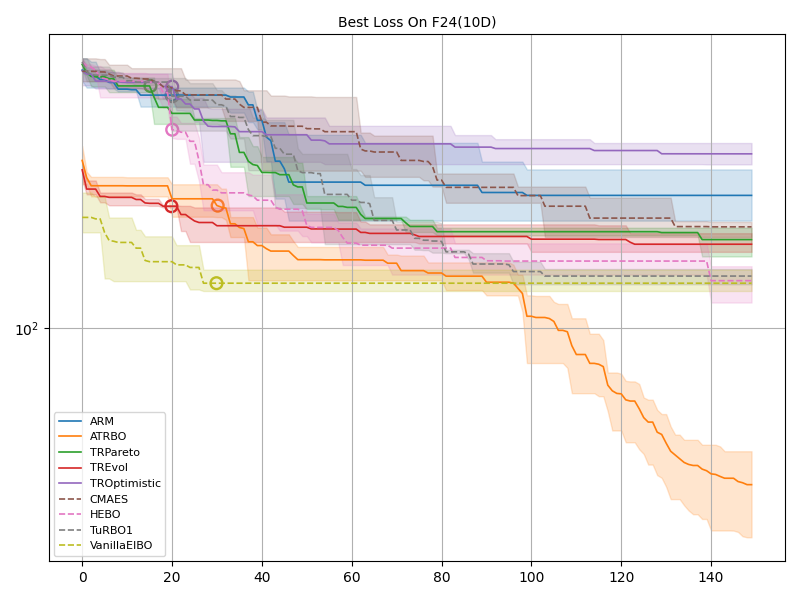 Best Loss On F24(10D)
10²
ARM
ATRBO
TRPareto
TREvol
TROptimistic
CMAES
HEBO
TuRBO1
VanillaEIBO
0 20 40 60 80 100 120 140